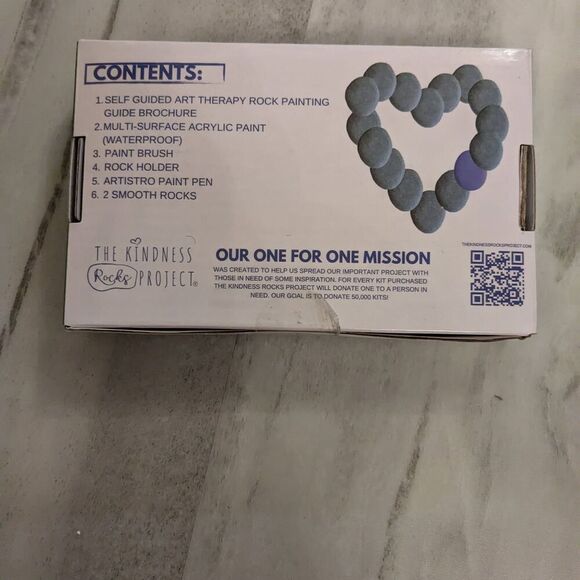 CONTENTS:
1. SELF GUIDED ART THERAPY ROCK PAINTING
GUIDE BROCHURE
2. MULTI-SURFACE ACRYLIC PAINT
(WATERPROOF)
3. PAINT BRUSH
4. ROCK HOLDER
5. ARTISTRO PAINT PEN
6. 2 SMOOTH ROCKS
THE KINDNESS
Rocks PROJECT®
OUR ONE FOR ONE MISSION
WAS CREATED TO HELP US SPREAD OUR IMPORTANT PROJECT WITH
THOSE IN NEED OF SOME INSPIRATION. FOR EVERY KIT PURCHASED
THE KINDNESS ROCKS PROJECT WILL DONATE ONE TO A PERSON IN
NEED. OUR GOAL IS TO DONATE 50,000 KITS!
THEKINDNESSROCKSPROJECT.COM